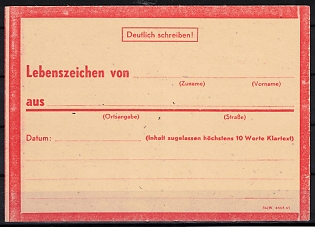 Deutlich schreiben!
Lebenszeichen von
(Zuname) (Vorname)
aus
(Ortsangabe) (Straße)
Datum: (Inhalt zugelassen höchstens 10 Worte Klartext)